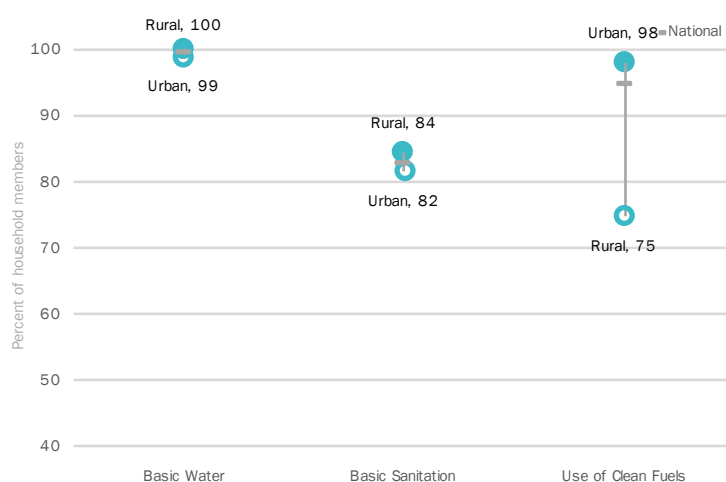 Rural, 100
Urban, 98
National
100
Urban, 99
90
Rural, 84
80
Urban, 82
Rural, 75
70
60
50
40
Percent of household members
Basic Water
Basic Sanitation
Use of Clean Fuels